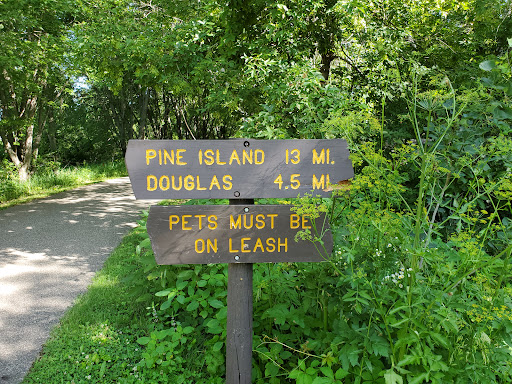 PINE ISLAND 13 MI.
DOUGLAS 4.5 MI.
PETS MUST BE
ON LEASH